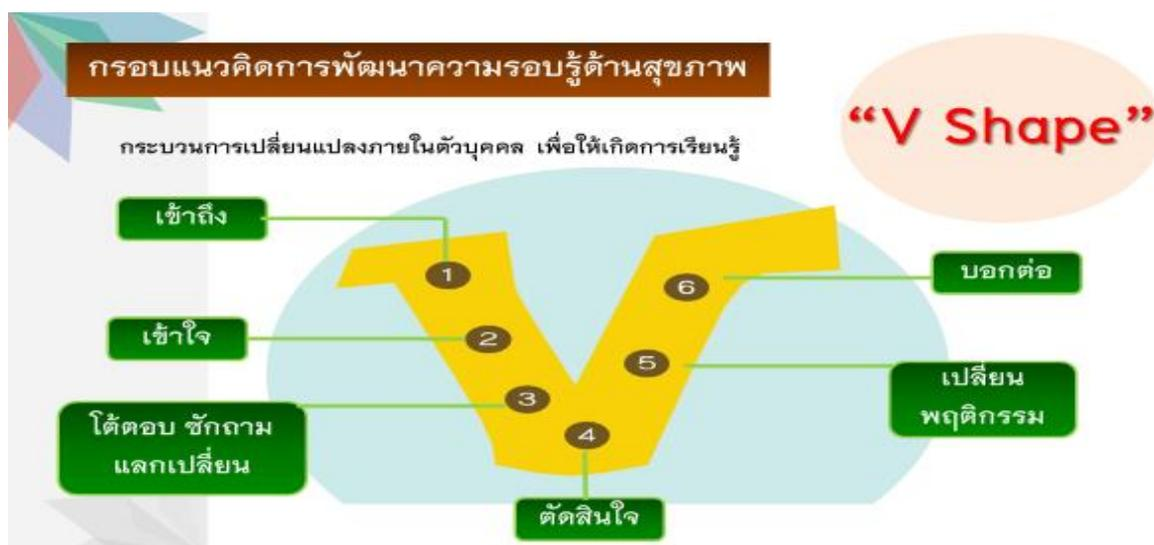 กรอบแนวคิดการพัฒนาความรอบรู้ด้านสุขภาพ
“V Shape”
กระบวนการเปลี่ยนแปลงภายในตัวบุคคล เพื่อให้เกิดการเรียนรู้
เข้าถึง
1
เข้าใจ
2
โต้ตอบ ซักถาม
แลกเปลี่ยน
3
4
ตัดสินใจ
5
เปลี่ยน
พฤติกรรม
6
บอกต่อ